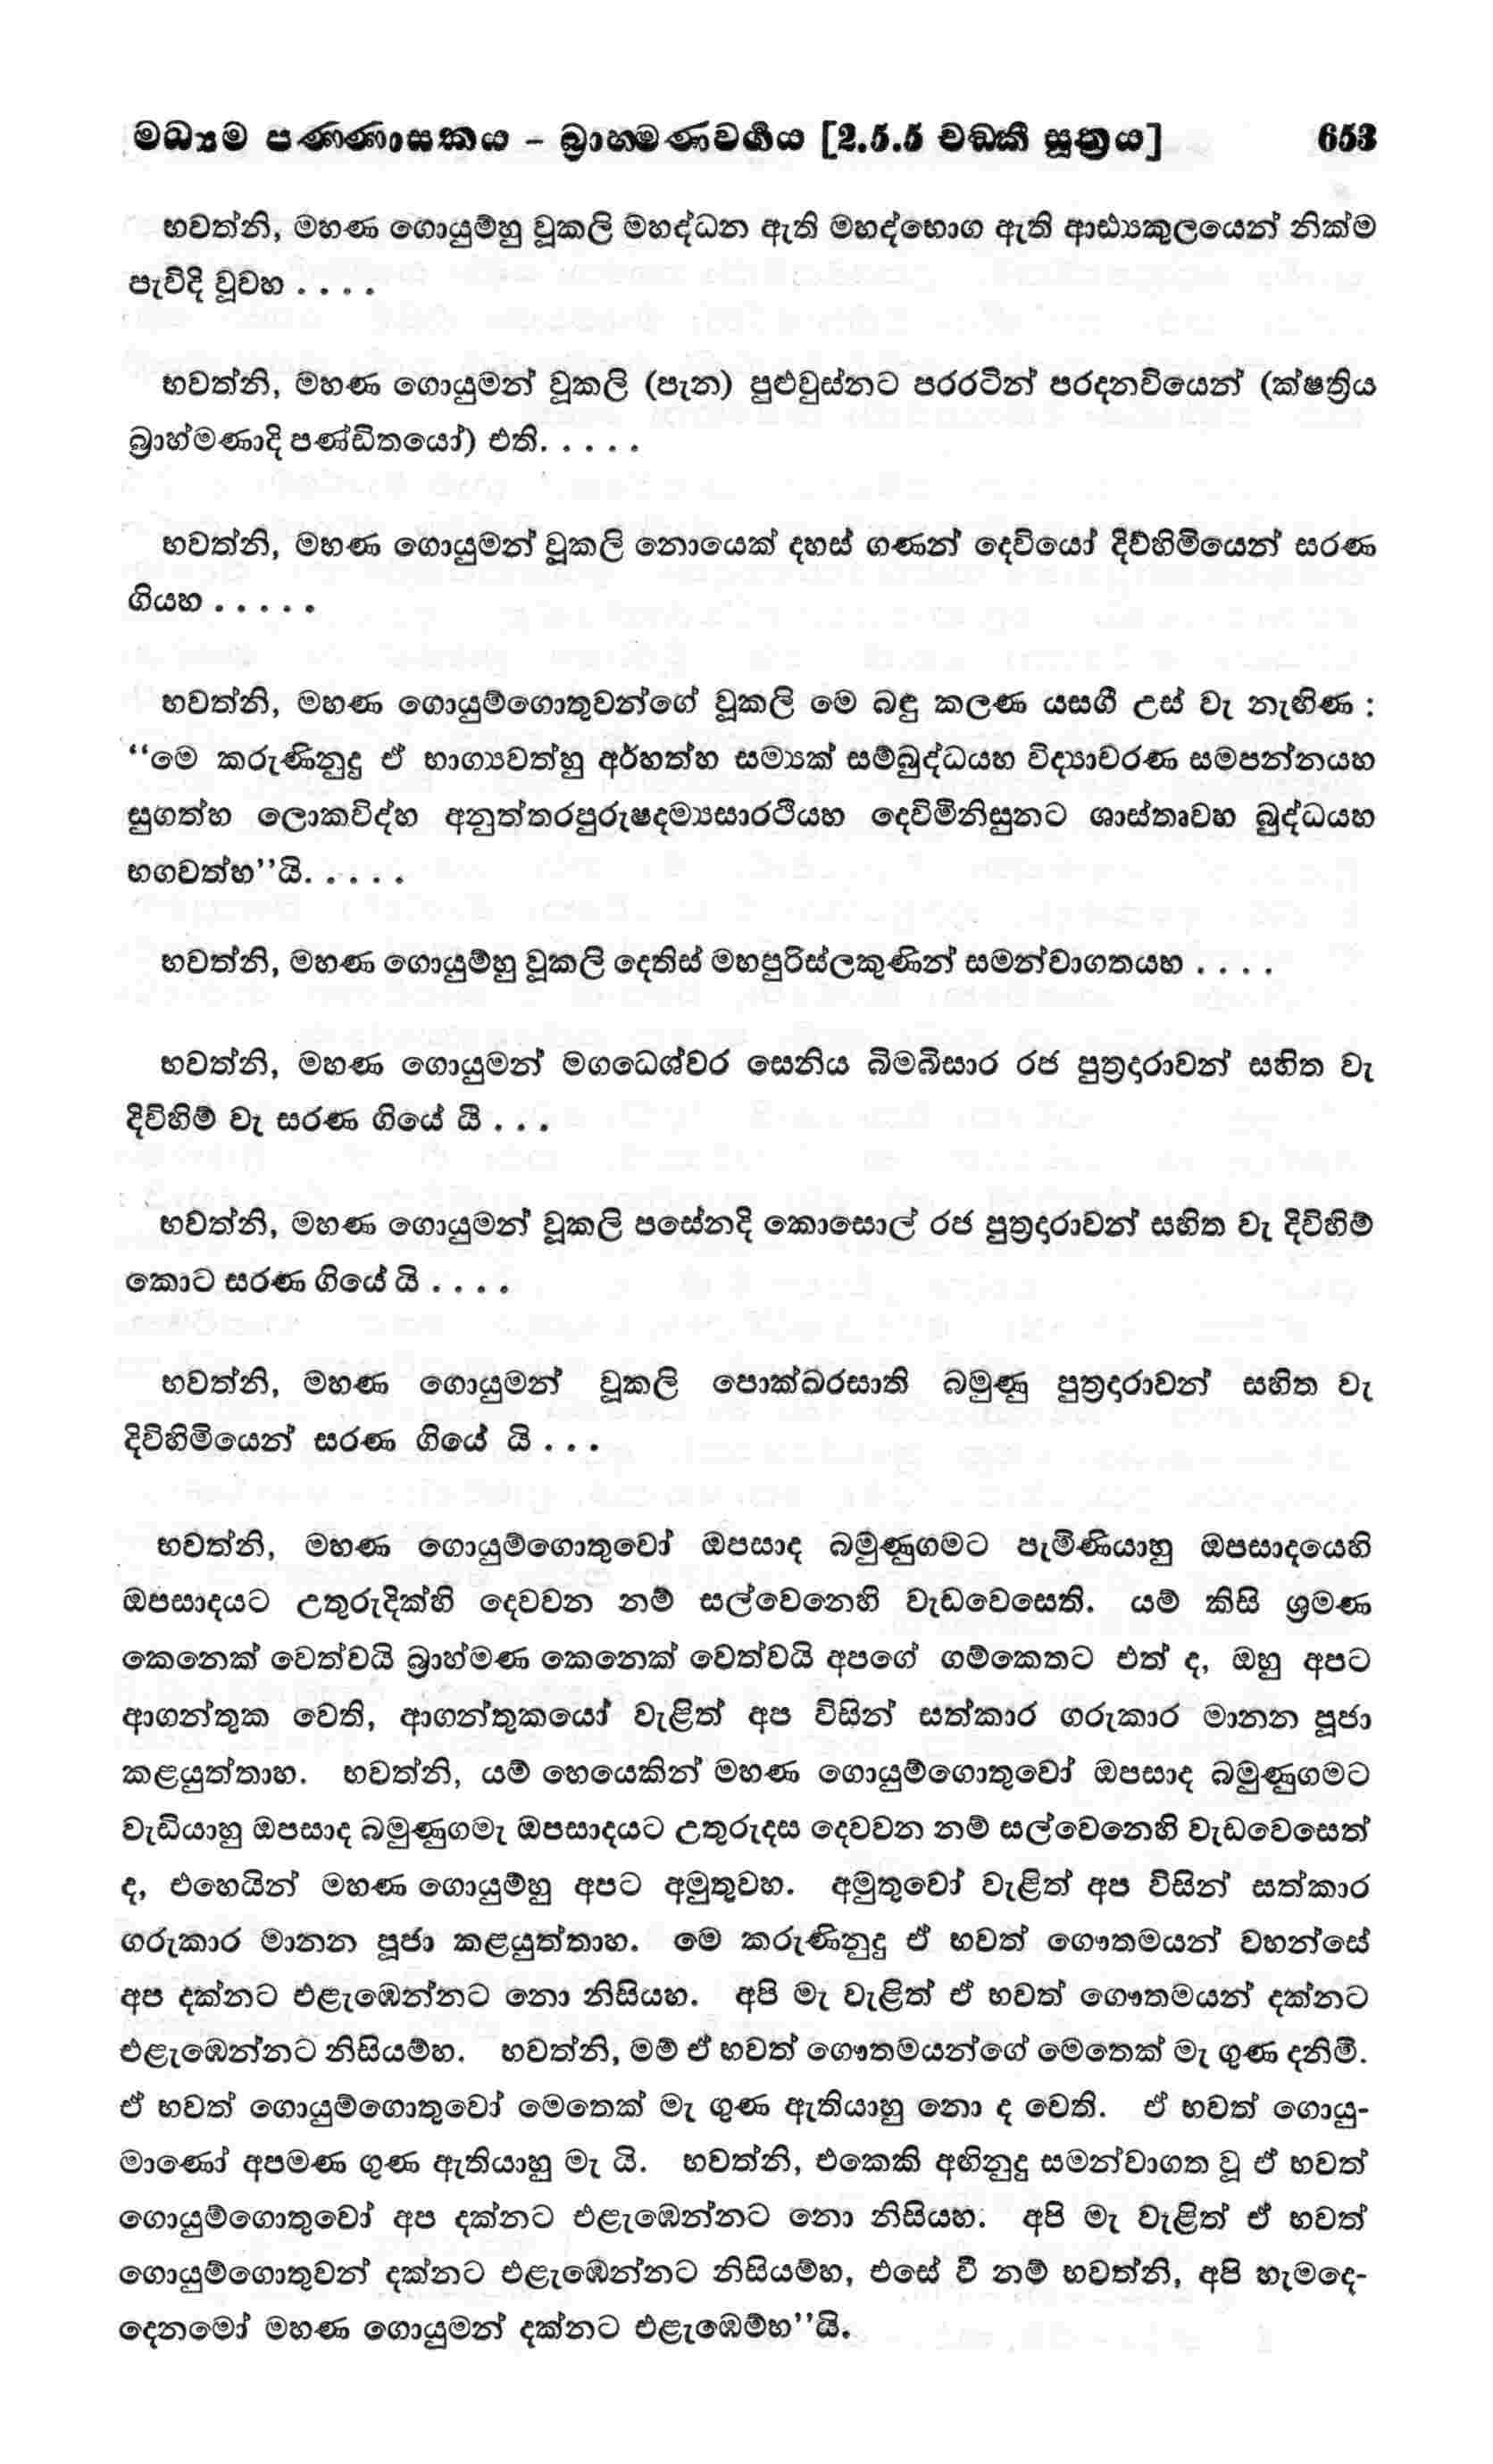 මධ්‍යම පණ්ණාසකය – බ්‍රාහ්මණවර්‍ගය [2.5.5 චඞ්කී සූත්‍රය] 653
භවත්නි, මහණ ගොයුම්හු වූකලි මහද්ධන ඇති මහද්භොග ඇති ආඪ්‍යකුලයෙන් නික්ම
පැවිදි වූවහ . . . .
භවත්නි, මහණ ගොයුමන් වූකලි (පැන) පුළුවුස්නට පරරටින් පරදනවියෙන් (ක්ෂත්‍රිය
බ්‍රාහ්මණාදි පණ්ඩිතයෝ) එති. . . . .
භවත්නි, මහණ ගොයුමන් වූකලි නොයෙක් දහස් ගණන් දෙවියෝ දිව්හිමියෙන් සරණ
ගියහ . . . . .
භවත්නි, මහණ ගොයුම්ගොතුවන්ගේ වූකලි මෙ බඳු කලණ යසගී උස් වැ නැඟිණ :
“මෙ කරුණිනුදු ඒ භාග්‍යවත්හු අර්හත්හ සම්‍යක් සම්බුද්ධයහ විද්‍යාචරණ සම්පන්නයහ
සුගත්හ ලොකවිද්හ අනුත්තරපුරුෂදම්‍යසාරථියහ දෙව්මිනිසුනට ශාස්තෘවහ බුද්ධයහ
භගවත්හ”යි. . . . .
භවත්නි, මහණ ගොයුම්හු වූකලි දෙතිස් මහපුරිස්ලකුණින් සමන්වාගතයහ . . . .
භවත්නි, මහණ ගොයුමන් මගධෙශ්වර සෙනිය බිම්බිසාර රජ පුත්‍රදාරාවන් සහිත වැ
දිව්හිම් වැ සරණ ගියේ යි . . .
භවත්නි, මහණ ගොයුමන් වූකලි පසේනදි කොසොල් රජ පුත්‍රදාරාවන් සහිත වැ දිව්හිම්
කොට සරණ ගියේ යි . . . .
භවත්නි, මහණ ගොයුමන් වූකලි පොක්ඛරසාති බමුණු පුත්‍රදාරාවන් සහිත වැ
දිව්හිමියෙන් සරණ ගියේ යි . . .
භවත්නි, මහණ ගොයුම්ගොතුවෝ ඔපසාද බමුණුගමට පැමිණියාහු ඔපසාදයෙහි
ඔපසාදයට උතුරුදික්හි දෙවවන නම් සල්වෙනෙහි වැඩවෙසෙති. යම් කිසි ශ්‍රමණ
කෙනෙක් වෙත්වයි බ්‍රාහ්මණ කෙනෙක් වෙත්වයි අපගේ ගම්කෙතට එත් ද, ඔහු අපට
ආගන්තුක වෙති, ආගන්තුකයෝ වැළිත් අප විසින් සත්කාර ගරුකාර මානන පූජා
කළයුත්තාහ. භවත්නි, යම් හෙයෙකින් මහණ ගොයුම්ගොතුවෝ ඔපසාද බමුණුගමට
වැඩියාහු ඔපසාද බමුණුගමැ ඔපසාදයට උතුරුදස දෙවවන නම් සල්වෙනෙහි වැඩවෙසෙත්
ද, එහෙයින් මහණ ගොයුම්හු අපට අමුතුවහ. අමුතුවෝ වැළිත් අප විසින් සත්කාර
ගරුකාර මානන පූජා කළයුත්තාහ. මෙ කරුණිනුදු ඒ භවත් ගෞතමයන් වහන්සේ
අප දක්නට එළැඹෙන්නට නො නිසියහ. අපි මැ වැළිත් ඒ භවත් ගෞතමයන් දක්නට
එළැඹෙන්නට නිසියම්හ. භවත්නි, මම් ඒ භවත් ගෞතමයන්ගේ මෙතෙක් මැ ගුණ දනිමි.
ඒ භවත් ගොයුම්ගොතුවෝ මෙතෙක් මැ ගුණ ඇතියාහු නො ද වෙති. ඒ භවත් ගොයු-
මාණෝ අපමණ ගුණ ඇතියාහු මැ යි. භවත්නි, එකෙකි අඟිනුදු සමන්වාගත වූ ඒ භවත්
ගොයුම්ගොතුවෝ අප දක්නට එළැඹෙන්නට නො නිසියහ. අපි මැ වැළිත් ඒ භවත්
ගොයුම්ගොතුවන් දක්නට එළැඹෙන්නට නිසියම්හ, එසේ වී නම් භවත්නි, අපි හැමදෙ-
දෙනමෝ මහණ ගොයුමන් දක්නට එළැඹෙම්හ”යි.